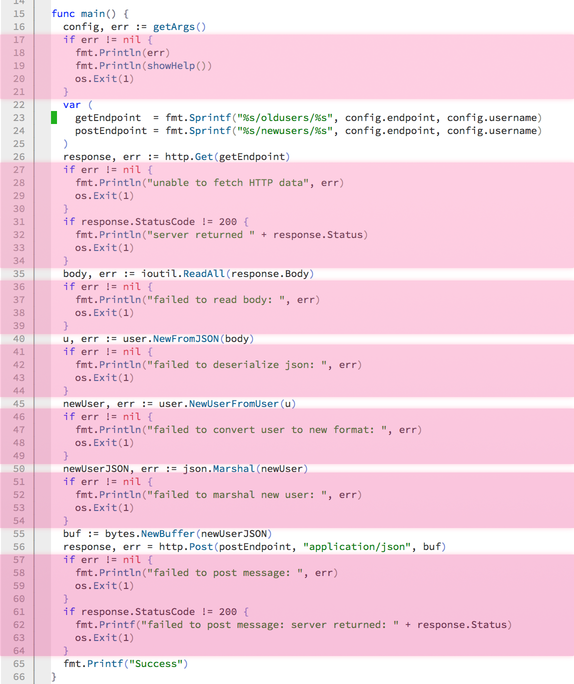 14
15 func main() {
16   config, err := getArgs()
17   if err != nil {
18     fmt.Println(err)
19     fmt.Println(showHelp())
20     os.Exit(1)
21   }
22   var (
23     getEndpoint  = fmt.Sprintf("%s/oldusers/%s", config.endpoint, config.username)
24     postEndpoint = fmt.Sprintf("%s/newusers/%s", config.endpoint, config.username)
25   )
26   response, err := http.Get(getEndpoint)
27   if err != nil {
28     fmt.Println("unable to fetch HTTP data", err)
29     os.Exit(1)
30   }
31   if response.StatusCode != 200 {
32     fmt.Println("server returned " + response.Status)
33     os.Exit(1)
34   }
35   body, err := ioutil.ReadAll(response.Body)
36   if err != nil {
37     fmt.Println("failed to read body: ", err)
38     os.Exit(1)
39   }
40   u, err := user.NewFromJSON(body)
41   if err != nil {
42     fmt.Println("failed to deserialize json: ", err)
43     os.Exit(1)
44   }
45   newUser, err := user.NewUserFromUser(u)
46   if err != nil {
47     fmt.Println("failed to convert user to new format: ", err)
48     os.Exit(1)
49   }
50   newUserJSON, err := json.Marshal(newUser)
51   if err != nil {
52     fmt.Println("failed to marshal new user: ", err)
53     os.Exit(1)
54   }
55   buf := bytes.NewBuffer(newUserJSON)
56   response, err = http.Post(postEndpoint, "application/json", buf)
57   if err != nil {
58     fmt.Println("failed to post message: ", err)
59     os.Exit(1)
60   }
61   if response.StatusCode != 200 {
62     fmt.Printf("failed to post message: server returned: " + response.Status)
63     os.Exit(1)
64   }
65   fmt.Printf("Success")
66 }